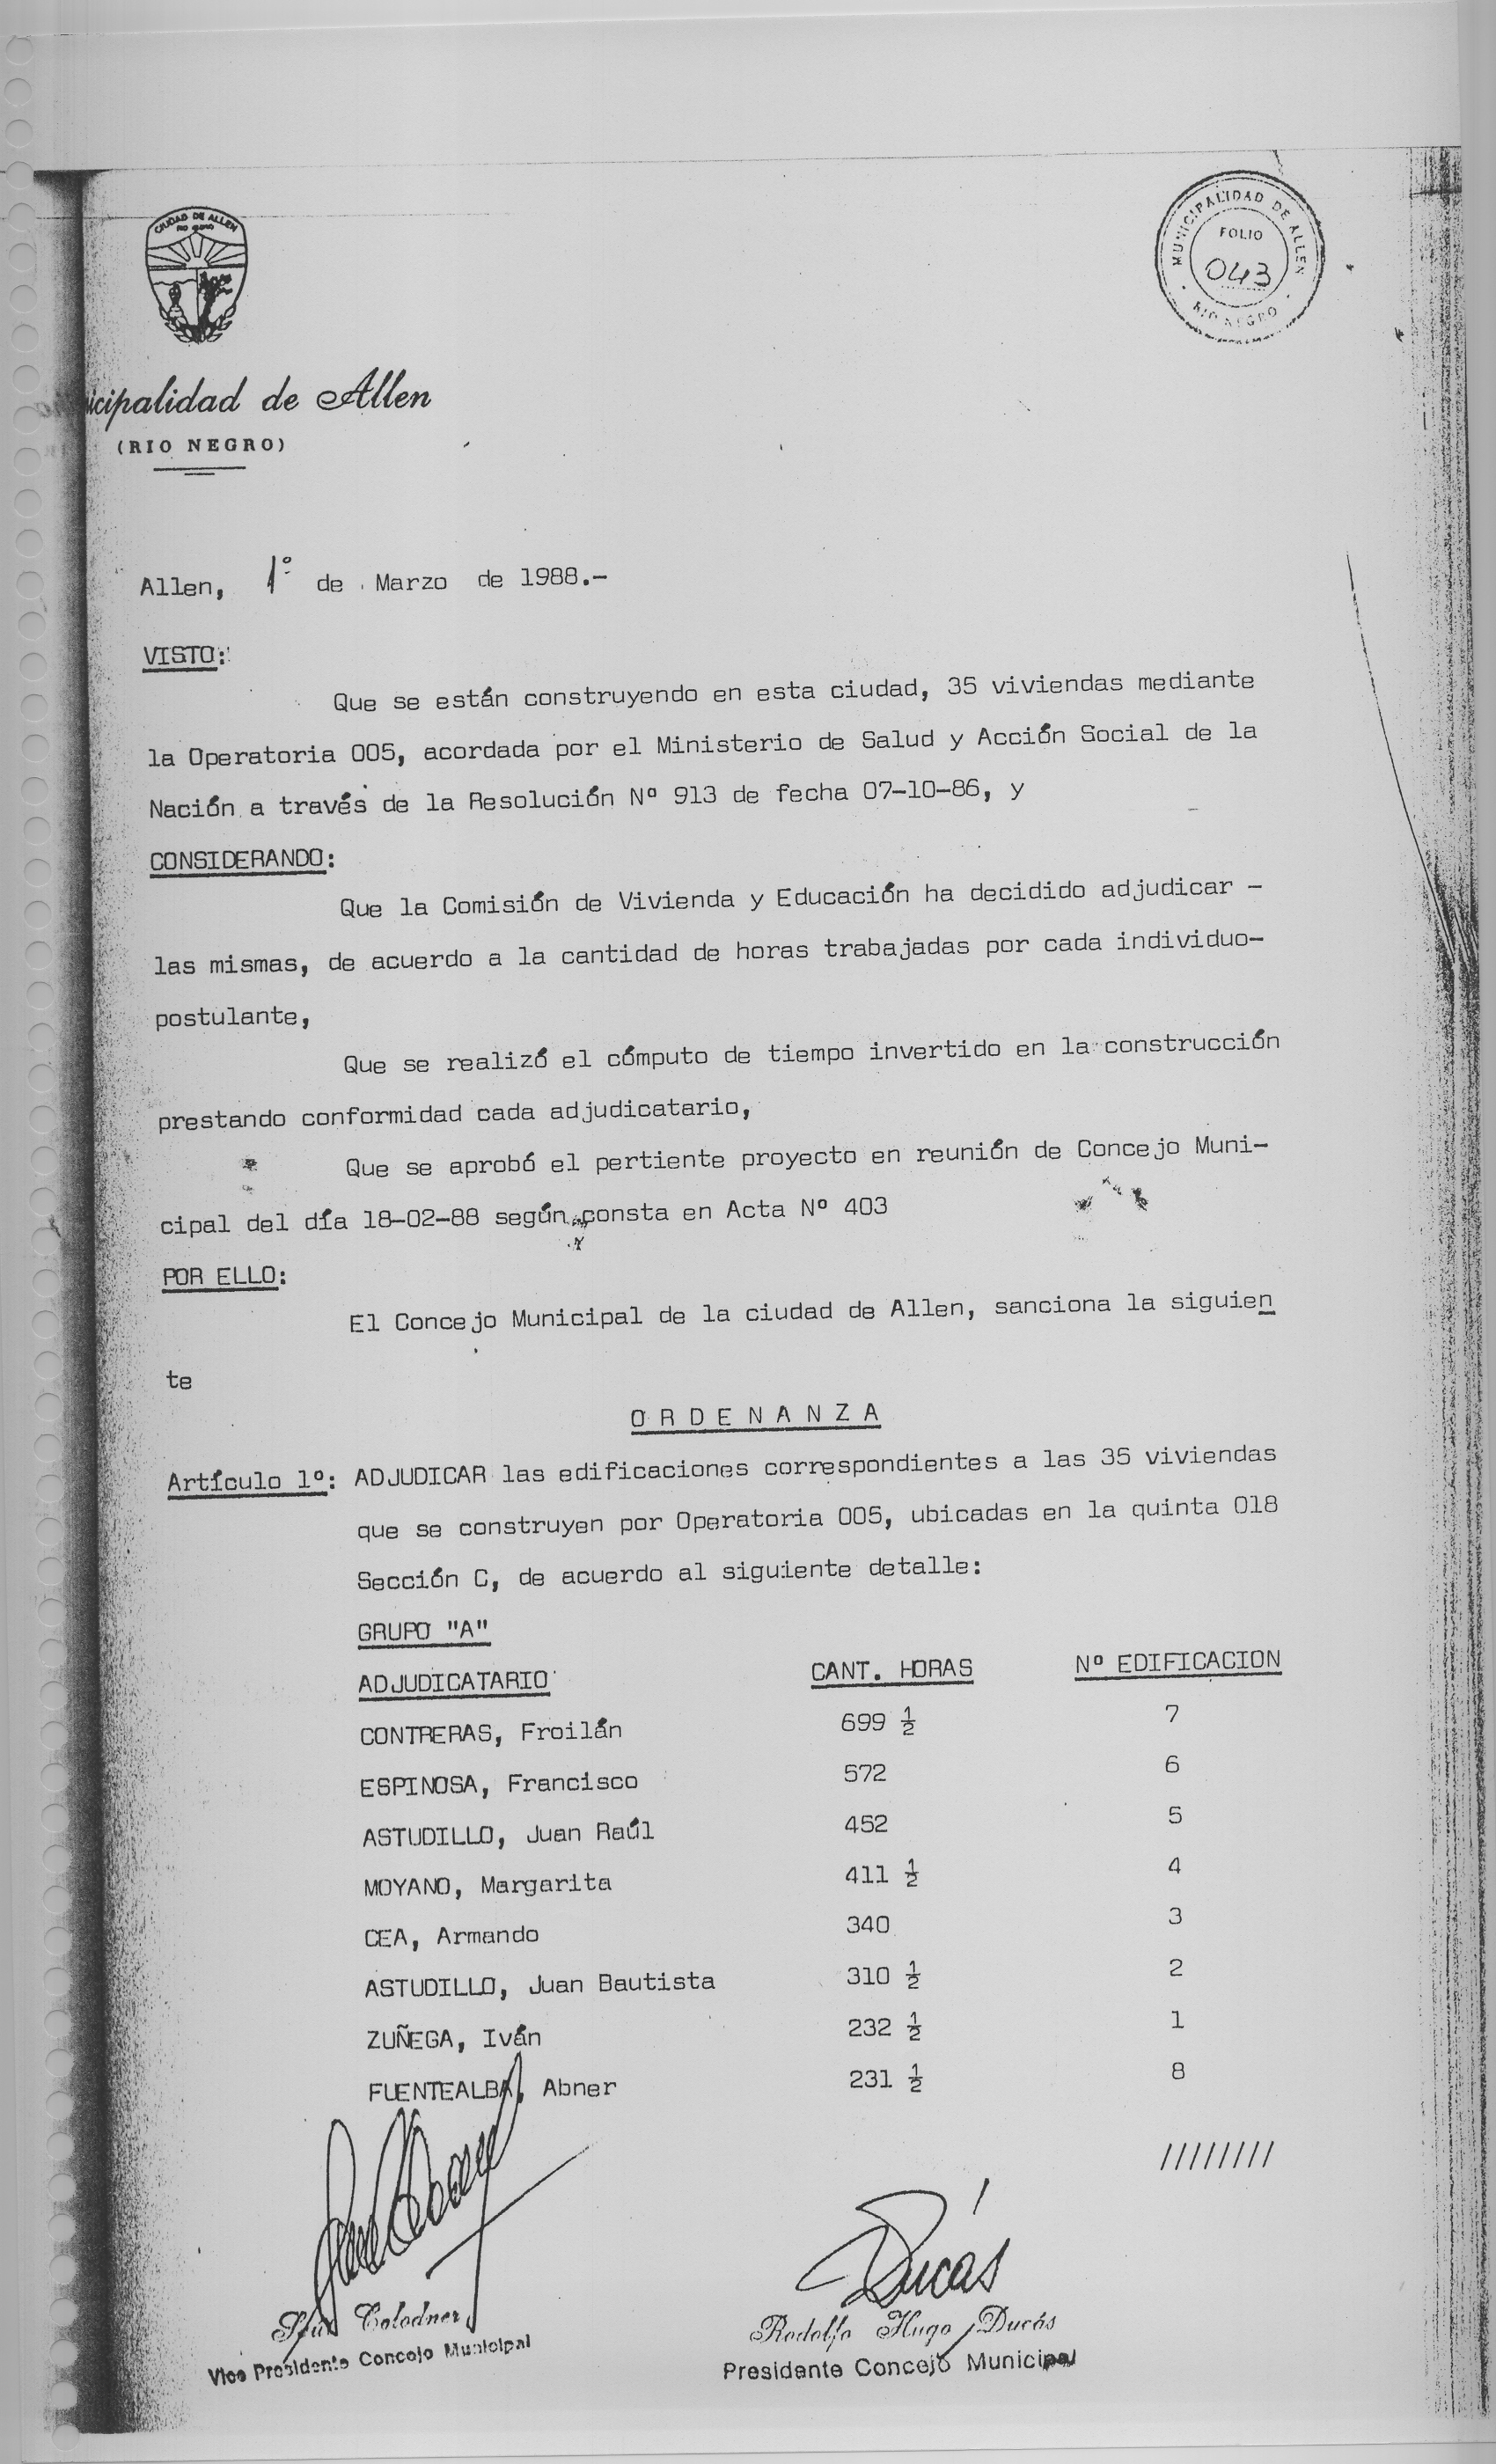 CIUDAD DE ALLEN
RIO NEGRO
MUNICIPALIDAD DE ALLEN
FOLIO
043
RIO NEGRO
icipalidad de Allen
(RIO NEGRO)
Allen, 1º de Marzo de 1988.-
VISTO:
Que se están construyendo en esta ciudad, 35 viviendas mediante
la Operatoria 005, acordada por el Ministerio de Salud y Acción Social de la
Nación a través de la Resolución Nº 913 de fecha 07-10-86, y
CONSIDERANDO:
Que la Comisión de Vivienda y Educación ha decidido adjudicar -
las mismas, de acuerdo a la cantidad de horas trabajadas por cada individuo-
postulante,
Que se realizó el cómputo de tiempo invertido en la construcción
prestando conformidad cada adjudicatario,
Que se aprobó el pertiente proyecto en reunión de Concejo Muni-
cipal del día 18-02-88 según consta en Acta Nº 403
POR ELLO:
El Concejo Municipal de la ciudad de Allen, sanciona la siguien
te
O R D E N A N Z A
Artículo 1º: ADJUDICAR las edificaciones correspondientes a las 35 viviendas
que se construyen por Operatoria 005, ubicadas en la quinta 018
Sección C, de acuerdo al siguiente detalle:
GRUPO "A"
ADJUDICATARIO CANT. HORAS Nº EDIFICACION
CONTRERAS, Froilán 699 ½ 7
ESPINOSA, Francisco 572 6
ASTUDILLO, Juan Raúl 452 5
MOYANO, Margarita 411 ½ 4
CEA, Armando 340 3
ASTUDILLO, Juan Bautista 310 ½ 2
ZUÑEGA, Iván 232 ½ 1
FUENTEALBA, Abner 231 ½ 8
////////
Ducás
Colodner
Vice Presidente Concejo Municipal
Rodolfo Hugo Ducás
Presidente Concejo Municipal